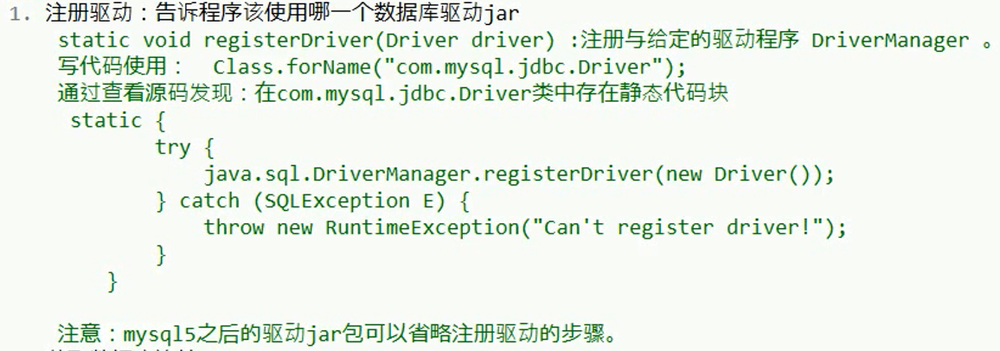 1. 注册驱动：告诉程序该使用哪一个数据库驱动jar
static void registerDriver(Driver driver) :注册与给定的驱动程序 DriverManager 。
写代码使用： Class.forName("com.mysql.jdbc.Driver");
通过查看源码发现：在com.mysql.jdbc.Driver类中存在静态代码块
static {
try {
java.sql.DriverManager.registerDriver(new Driver());
} catch (SQLException E) {
throw new RuntimeException("Can't register driver!");
}
}
注意：mysql5之后的驱动jar包可以省略注册驱动的步骤。